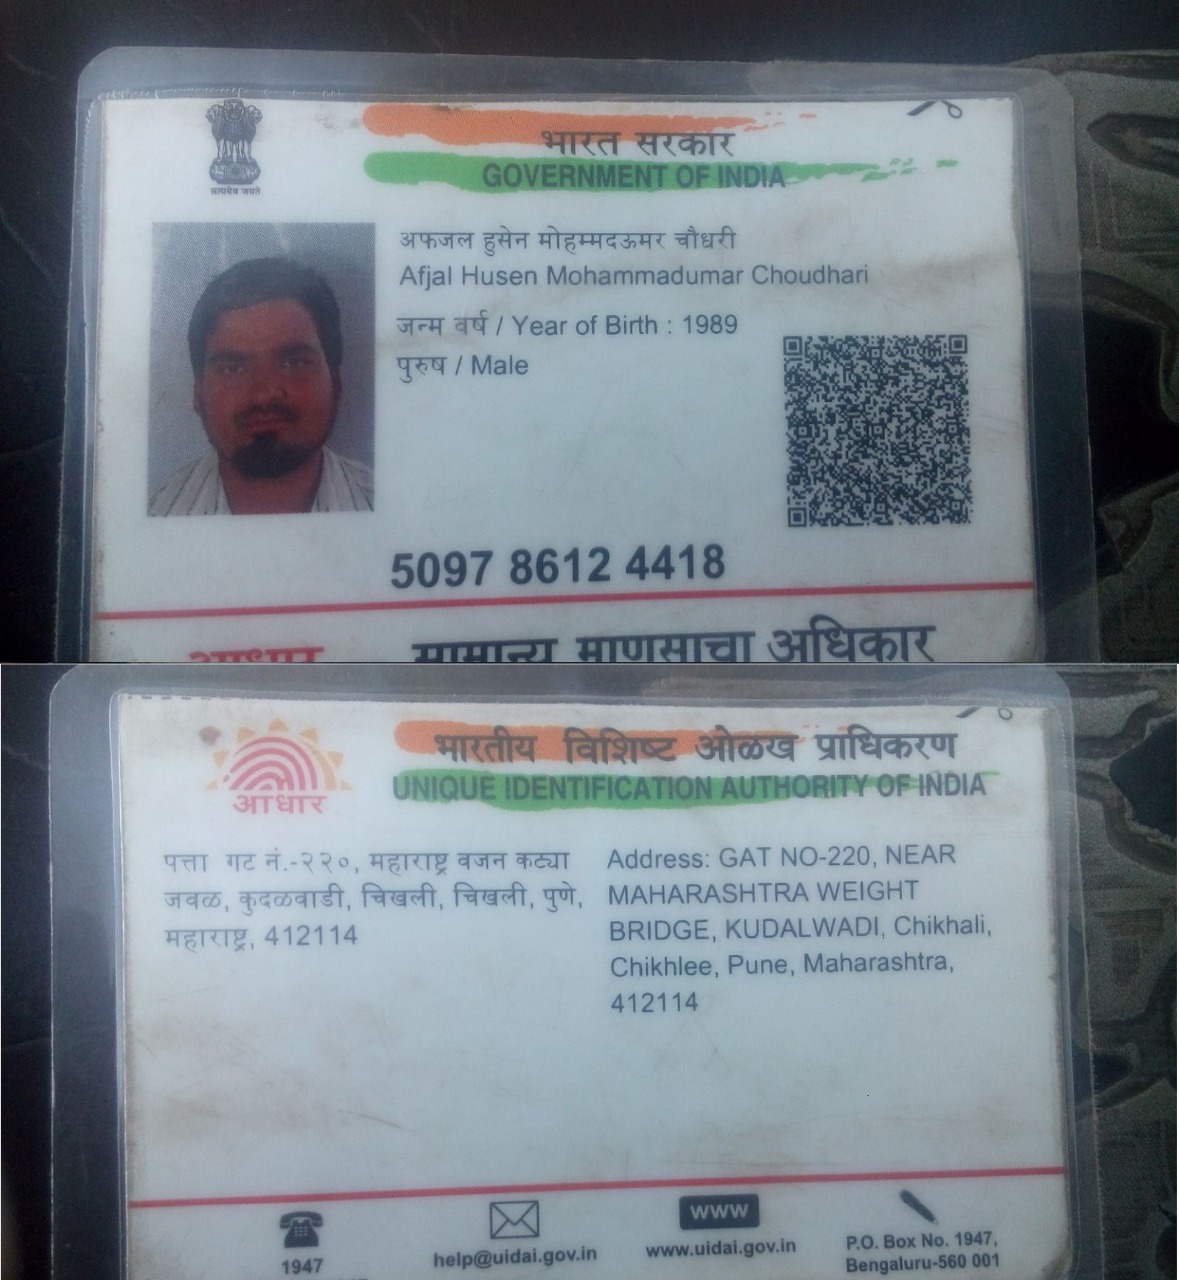 सत्यमेव जयते
भारत सरकार
GOVERNMENT OF INDIA
अफजल हुसेन मोहम्मदऊमर चौधरी
Afjal Husen Mohammadumar Choudhari
जन्म वर्ष / Year of Birth : 1989
पुरुष / Male
5097 8612 4418
आधार सामान्य माणसाचा अधिकार
भारतीय विशिष्ट ओळख प्राधिकरण
UNIQUE IDENTIFICATION AUTHORITY OF INDIA
आधार
पत्ता गट नं.-२२०, महाराष्ट्र वजन कट्या
जवळ, कुदळवाडी, चिखली, चिखली, पुणे,
महाराष्ट्र, 412114
Address: GAT NO-220, NEAR
MAHARASHTRA WEIGHT
BRIDGE, KUDALWADI, Chikhali,
Chikhlee, Pune, Maharashtra,
412114
1947
help@uidai.gov.in
www
www.uidai.gov.in
P.O. Box No. 1947,
Bengaluru-560 001